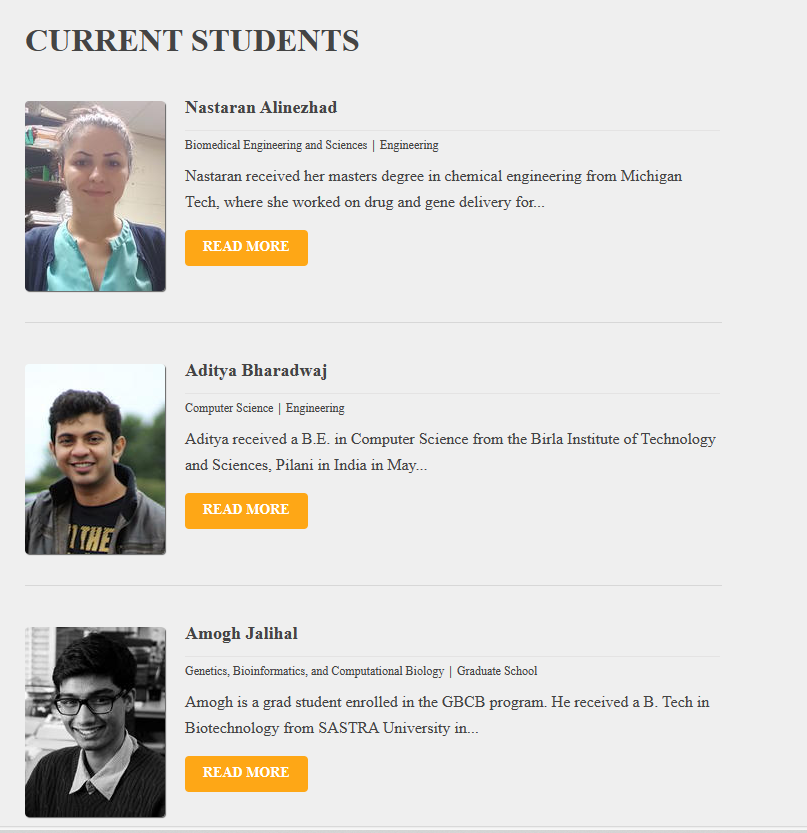 CURRENT STUDENTS
Nastaran Alinezhad
Biomedical Engineering and Sciences | Engineering
Nastaran received her masters degree in chemical engineering from Michigan
Tech, where she worked on drug and gene delivery for...
READ MORE
Aditya Bharadwaj
Computer Science | Engineering
Aditya received a B.E. in Computer Science from the Birla Institute of Technology
and Sciences, Pilani in India in May...
READ MORE
THE
Amogh Jalihal
Genetics, Bioinformatics, and Computational Biology | Graduate School
Amogh is a grad student enrolled in the GBCB program. He received a B. Tech in
Biotechnology from SASTRA University in...
READ MORE